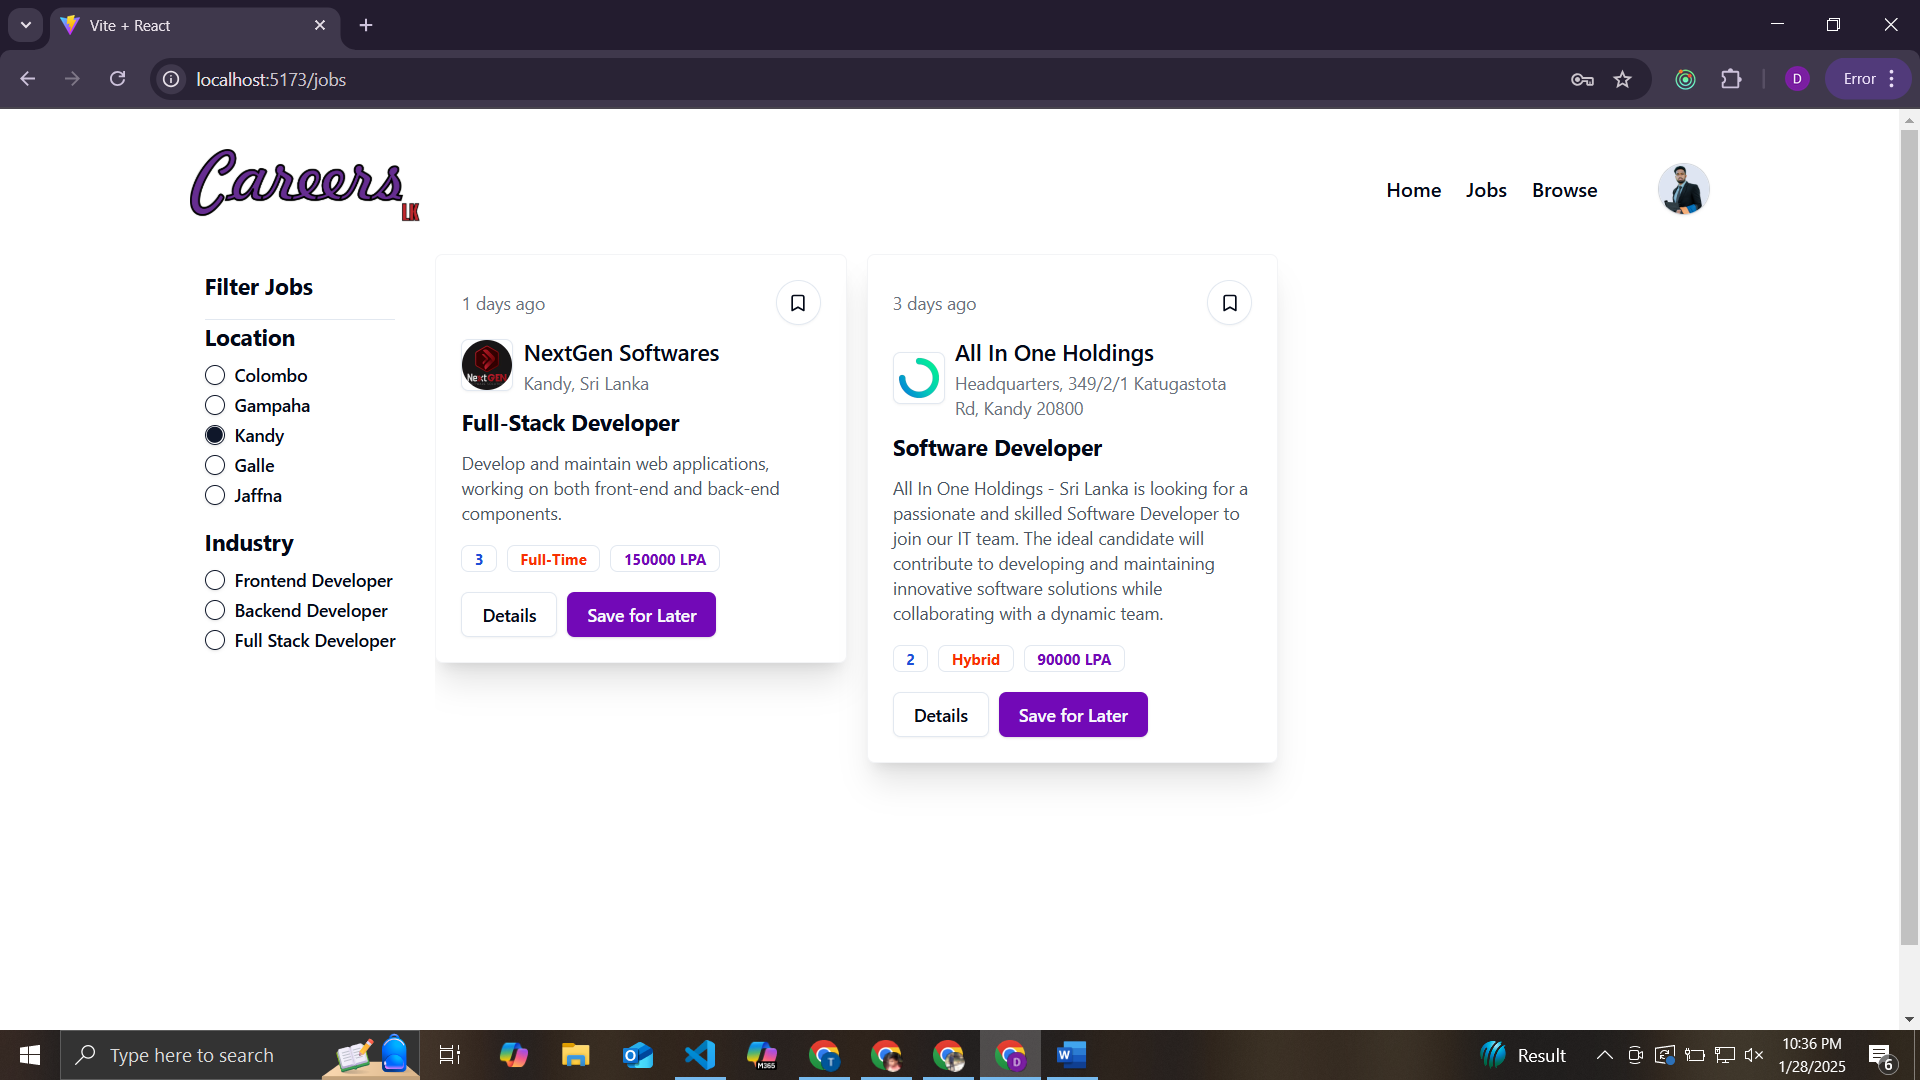 Vite + React
localhost:5173/jobs
D
Error
Careers
LK
Home
Jobs
Browse
Filter Jobs
Location
Colombo
Gampaha
Kandy
Galle
Jaffna
Industry
Frontend Developer
Backend Developer
Full Stack Developer
1 days ago
NextGEN
NextGen Softwares
Kandy, Sri Lanka
Full-Stack Developer
Develop and maintain web applications,
working on both front-end and back-end
components.
3
Full-Time
150000 LPA
Details
Save for Later
3 days ago
All In One Holdings
Headquarters, 349/2/1 Katugastota
Rd, Kandy 20800
Software Developer
All In One Holdings - Sri Lanka is looking for a
passionate and skilled Software Developer to
join our IT team. The ideal candidate will
contribute to developing and maintaining
innovative software solutions while
collaborating with a dynamic team.
2
Hybrid
90000 LPA
Details
Save for Later
Type here to search
M365
T
D
W
Result
10:36 PM
1/28/2025
6